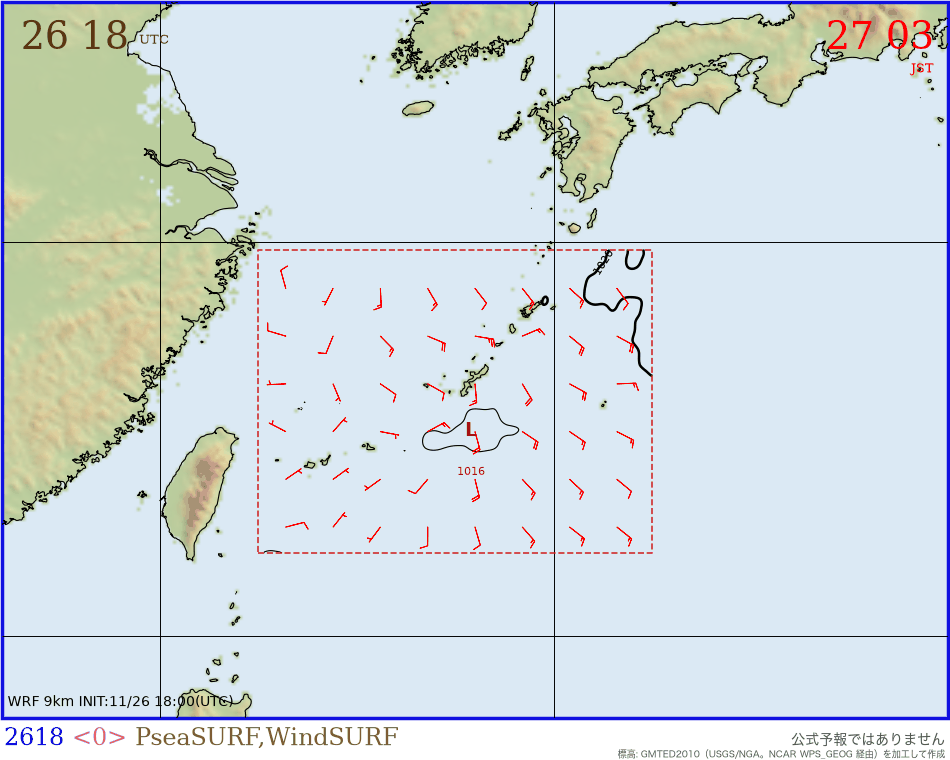 26 18 UTC
27 03
JST
1020
L
1016
WRF 9km INIT:11/26 18:00(UTC)
2618 <0> PseaSURF,WindSURF
公式予報ではありません
標高: GMTED2010（USGS/NGA。NCAR WPS_GEOG 経由）を加工して作成